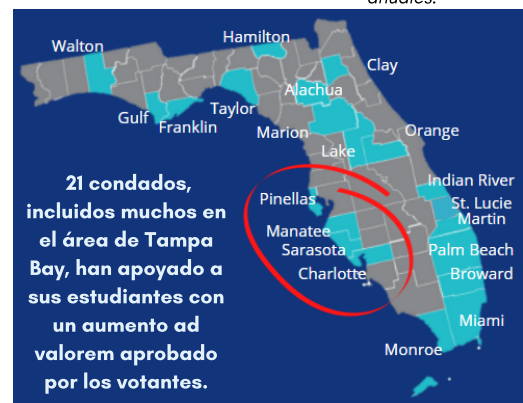 anuales.
Walton
Hamilton
Clay
Alachua
Gulf
Franklin
Taylor
Marion
Orange
Lake
Indian River
St. Lucie
Martin
Pinellas
Manatee
Sarasota
Charlotte
Palm Beach
Broward
Miami
Monroe
21 condados,
incluidos muchos en
el área de Tampa
Bay, han apoyado a
sus estudiantes con
un aumento ad
valorem aprobado
por los votantes.